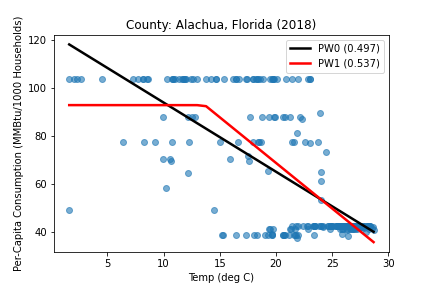 County: Alachua, Florida (2018)
PW0 (0.497)
PW1 (0.537)
Per-Capita Consumption (MMBtu/1000 Households)
120
100
80
60
40
5 10 15 20 25 30
Temp (deg C)